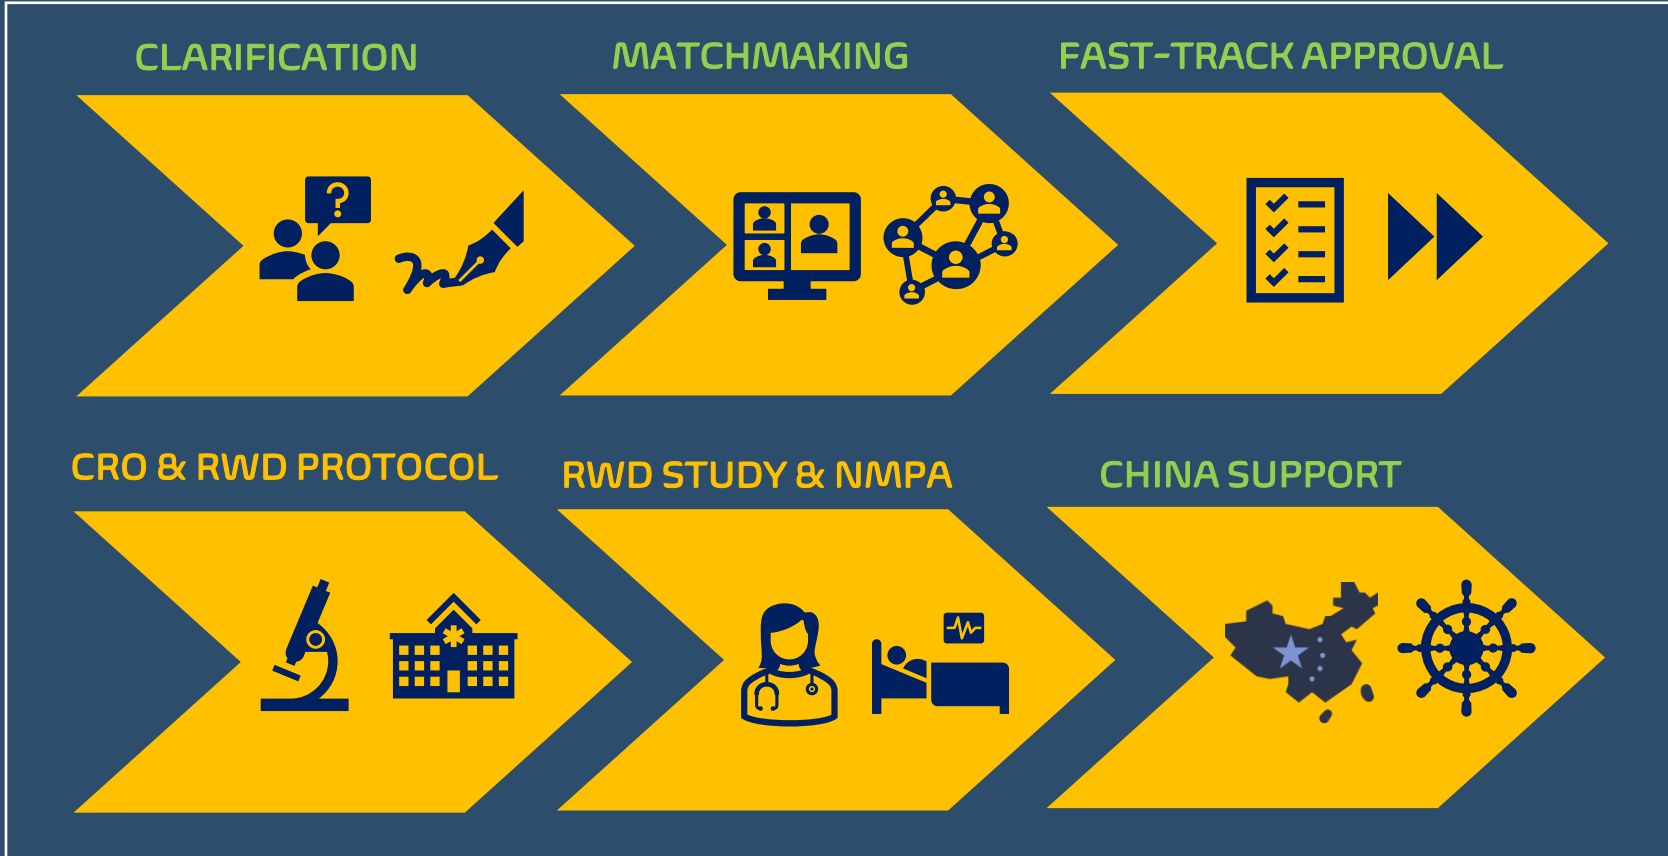 CLARIFICATION
MATCHMAKING
FAST-TRACK APPROVAL
?
CRO & RWD PROTOCOL
RWD STUDY & NMPA
CHINA SUPPORT